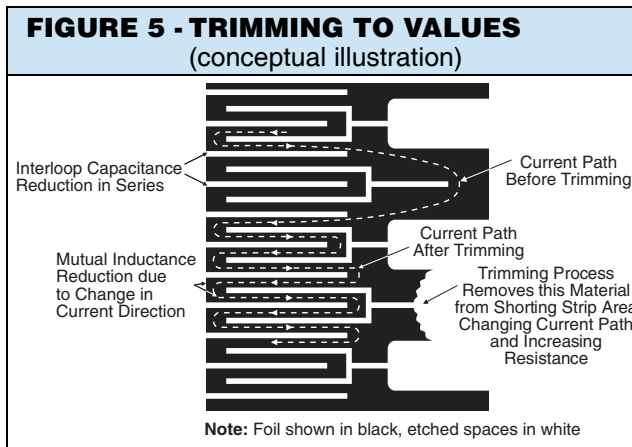 FIGURE 5 - TRIMMING TO VALUES
(conceptual illustration)
Interloop Capacitance
Reduction in Series
Current Path
Before Trimming
Current Path
After Trimming
Mutual Inductance
Reduction due
to Change in
Current Direction
Trimming Process
Removes this Material
from Shorting Strip Area
Changing Current Path
and Increasing
Resistance
Note: Foil shown in black, etched spaces in white